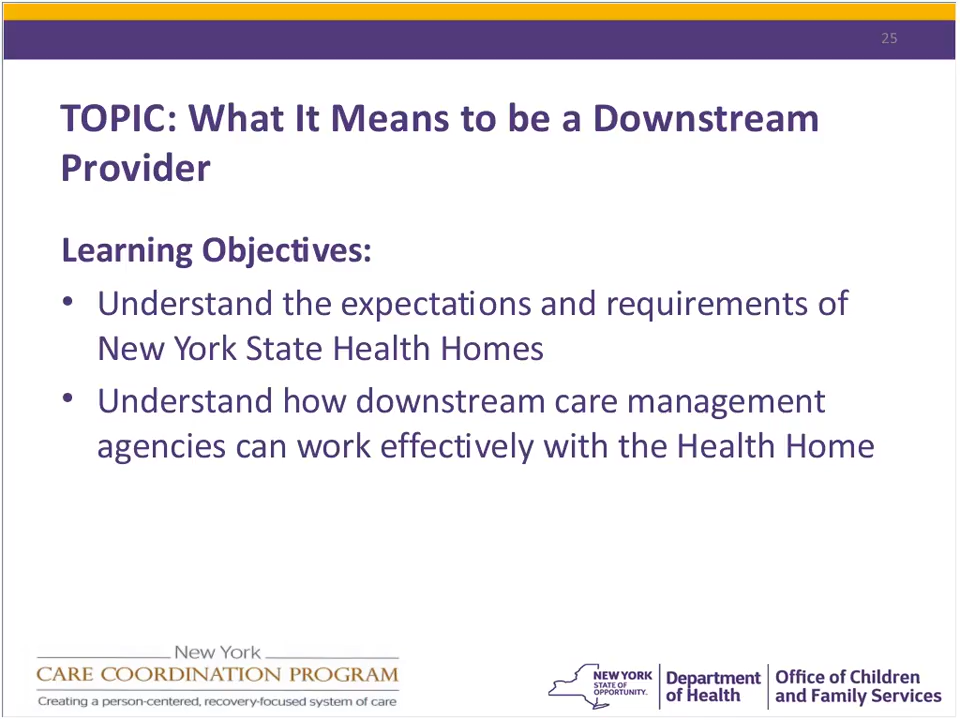 25
TOPIC: What It Means to be a Downstream
Provider
Learning Objectives:
• Understand the expectations and requirements of
New York State Health Homes
• Understand how downstream care management
agencies can work effectively with the Health Home
New York
CARE COORDINATION PROGRAM
Creating a person-centered, recovery-focused system of care
NEW YORK
STATE OF
OPPORTUNITY.
Department
of Health
Office of Children
and Family Services